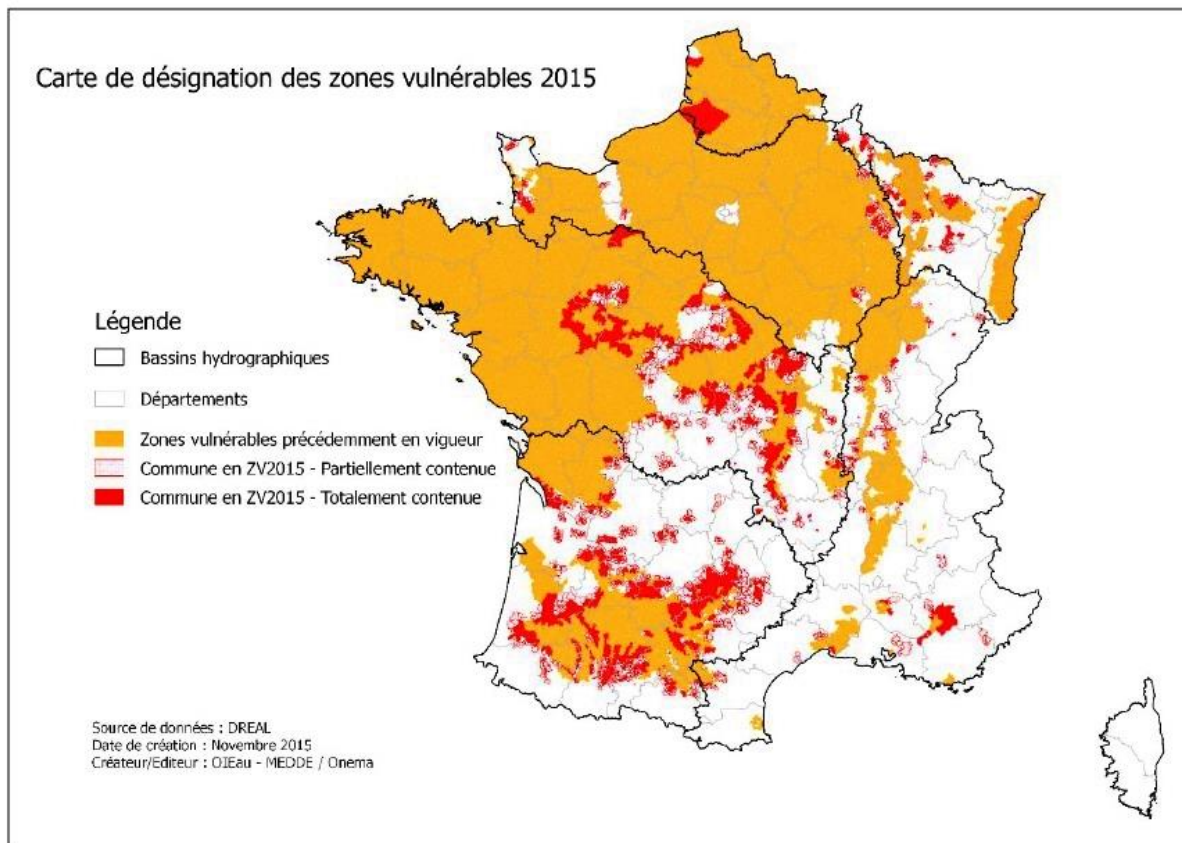 Carte de désignation des zones vulnérables 2015
Légende
Bassins hydrographiques
Départements
Zones vulnérables précédemment en vigueur
Commune en ZV2015 - Partiellement contenue
Commune en ZV2015 - Totalement contenue
Source de données : DREAL
Date de création : Novembre 2015
Créateur/Editeur : OIEau - MEDDE / Onema